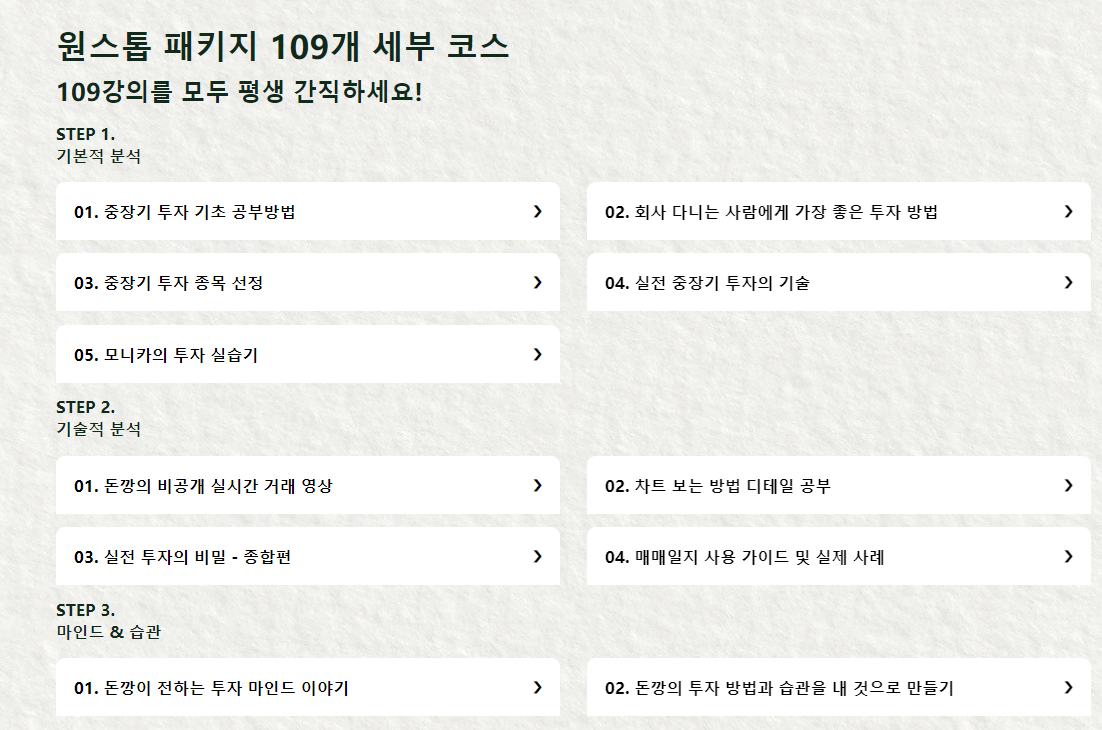 원스톱 패키지 109개 세부 코스
109강의를 모두 평생 간직하세요!
STEP 1.
기본적 분석
01. 중장기 투자 기초 공부방법
02. 회사 다니는 사람에게 가장 좋은 투자 방법
03. 중장기 투자 종목 선정
04. 실전 중장기 투자의 기술
05. 모니카의 투자 실습기
STEP 2.
기술적 분석
01. 돈깡의 비공개 실시간 거래 영상
02. 차트 보는 방법 디테일 공부
03. 실전 투자의 비밀 - 종합편
04. 매매일지 사용 가이드 및 실제 사례
STEP 3.
마인드 & 습관
01. 돈깡이 전하는 투자 마인드 이야기
02. 돈깡의 투자 방법과 습관을 내 것으로 만들기